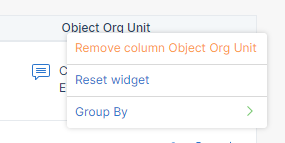 Object Org Unit
Remove column Object Org Unit
Reset widget
Group By